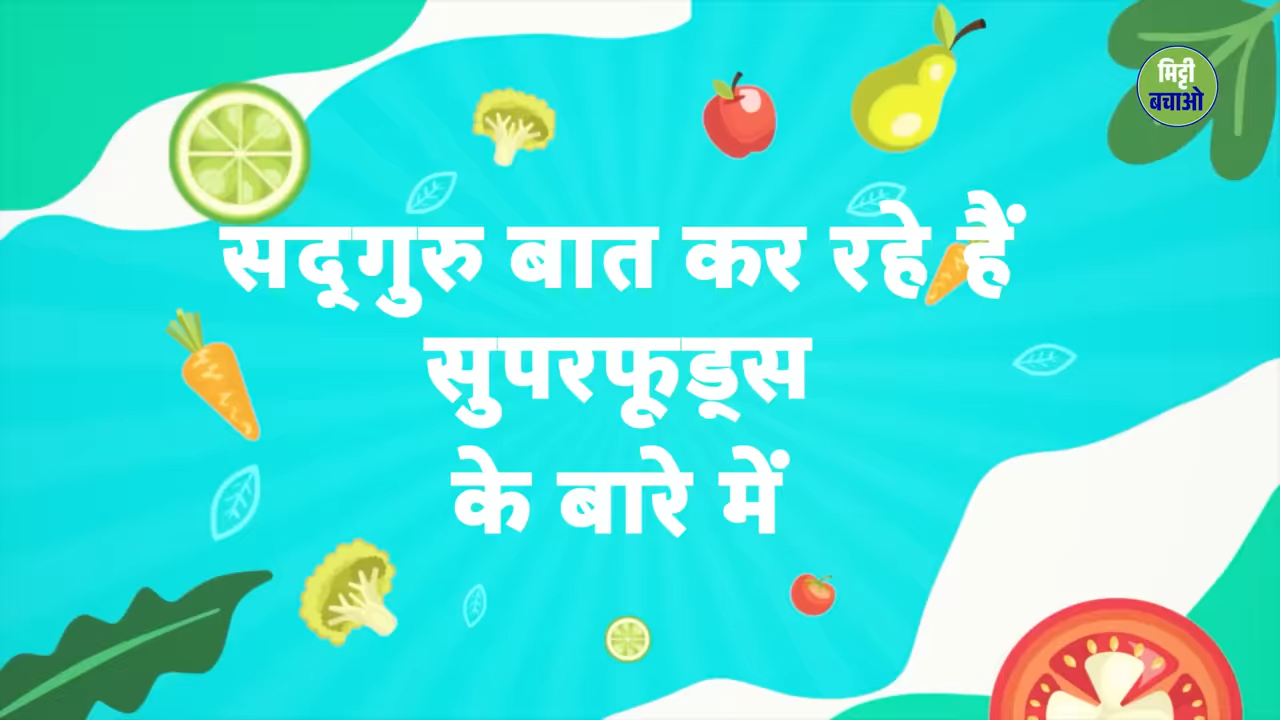 मिट्टी
बचाओ
सद्गुरु बात कर रहे हैं
सुपरफूड्स
के बारे में